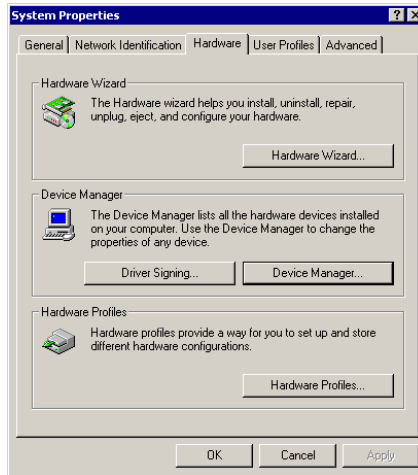 System Properties
General
Network Identification
Hardware
User Profiles
Advanced
Hardware Wizard
The Hardware wizard helps you install, uninstall, repair,
unplug, eject, and configure your hardware.
Hardware Wizard...
Device Manager
The Device Manager lists all the hardware devices installed
on your computer. Use the Device Manager to change the
properties of any device.
Driver Signing...
Device Manager...
Hardware Profiles
Hardware profiles provide a way for you to set up and store
different hardware configurations.
Hardware Profiles...
OK
Cancel
Apply